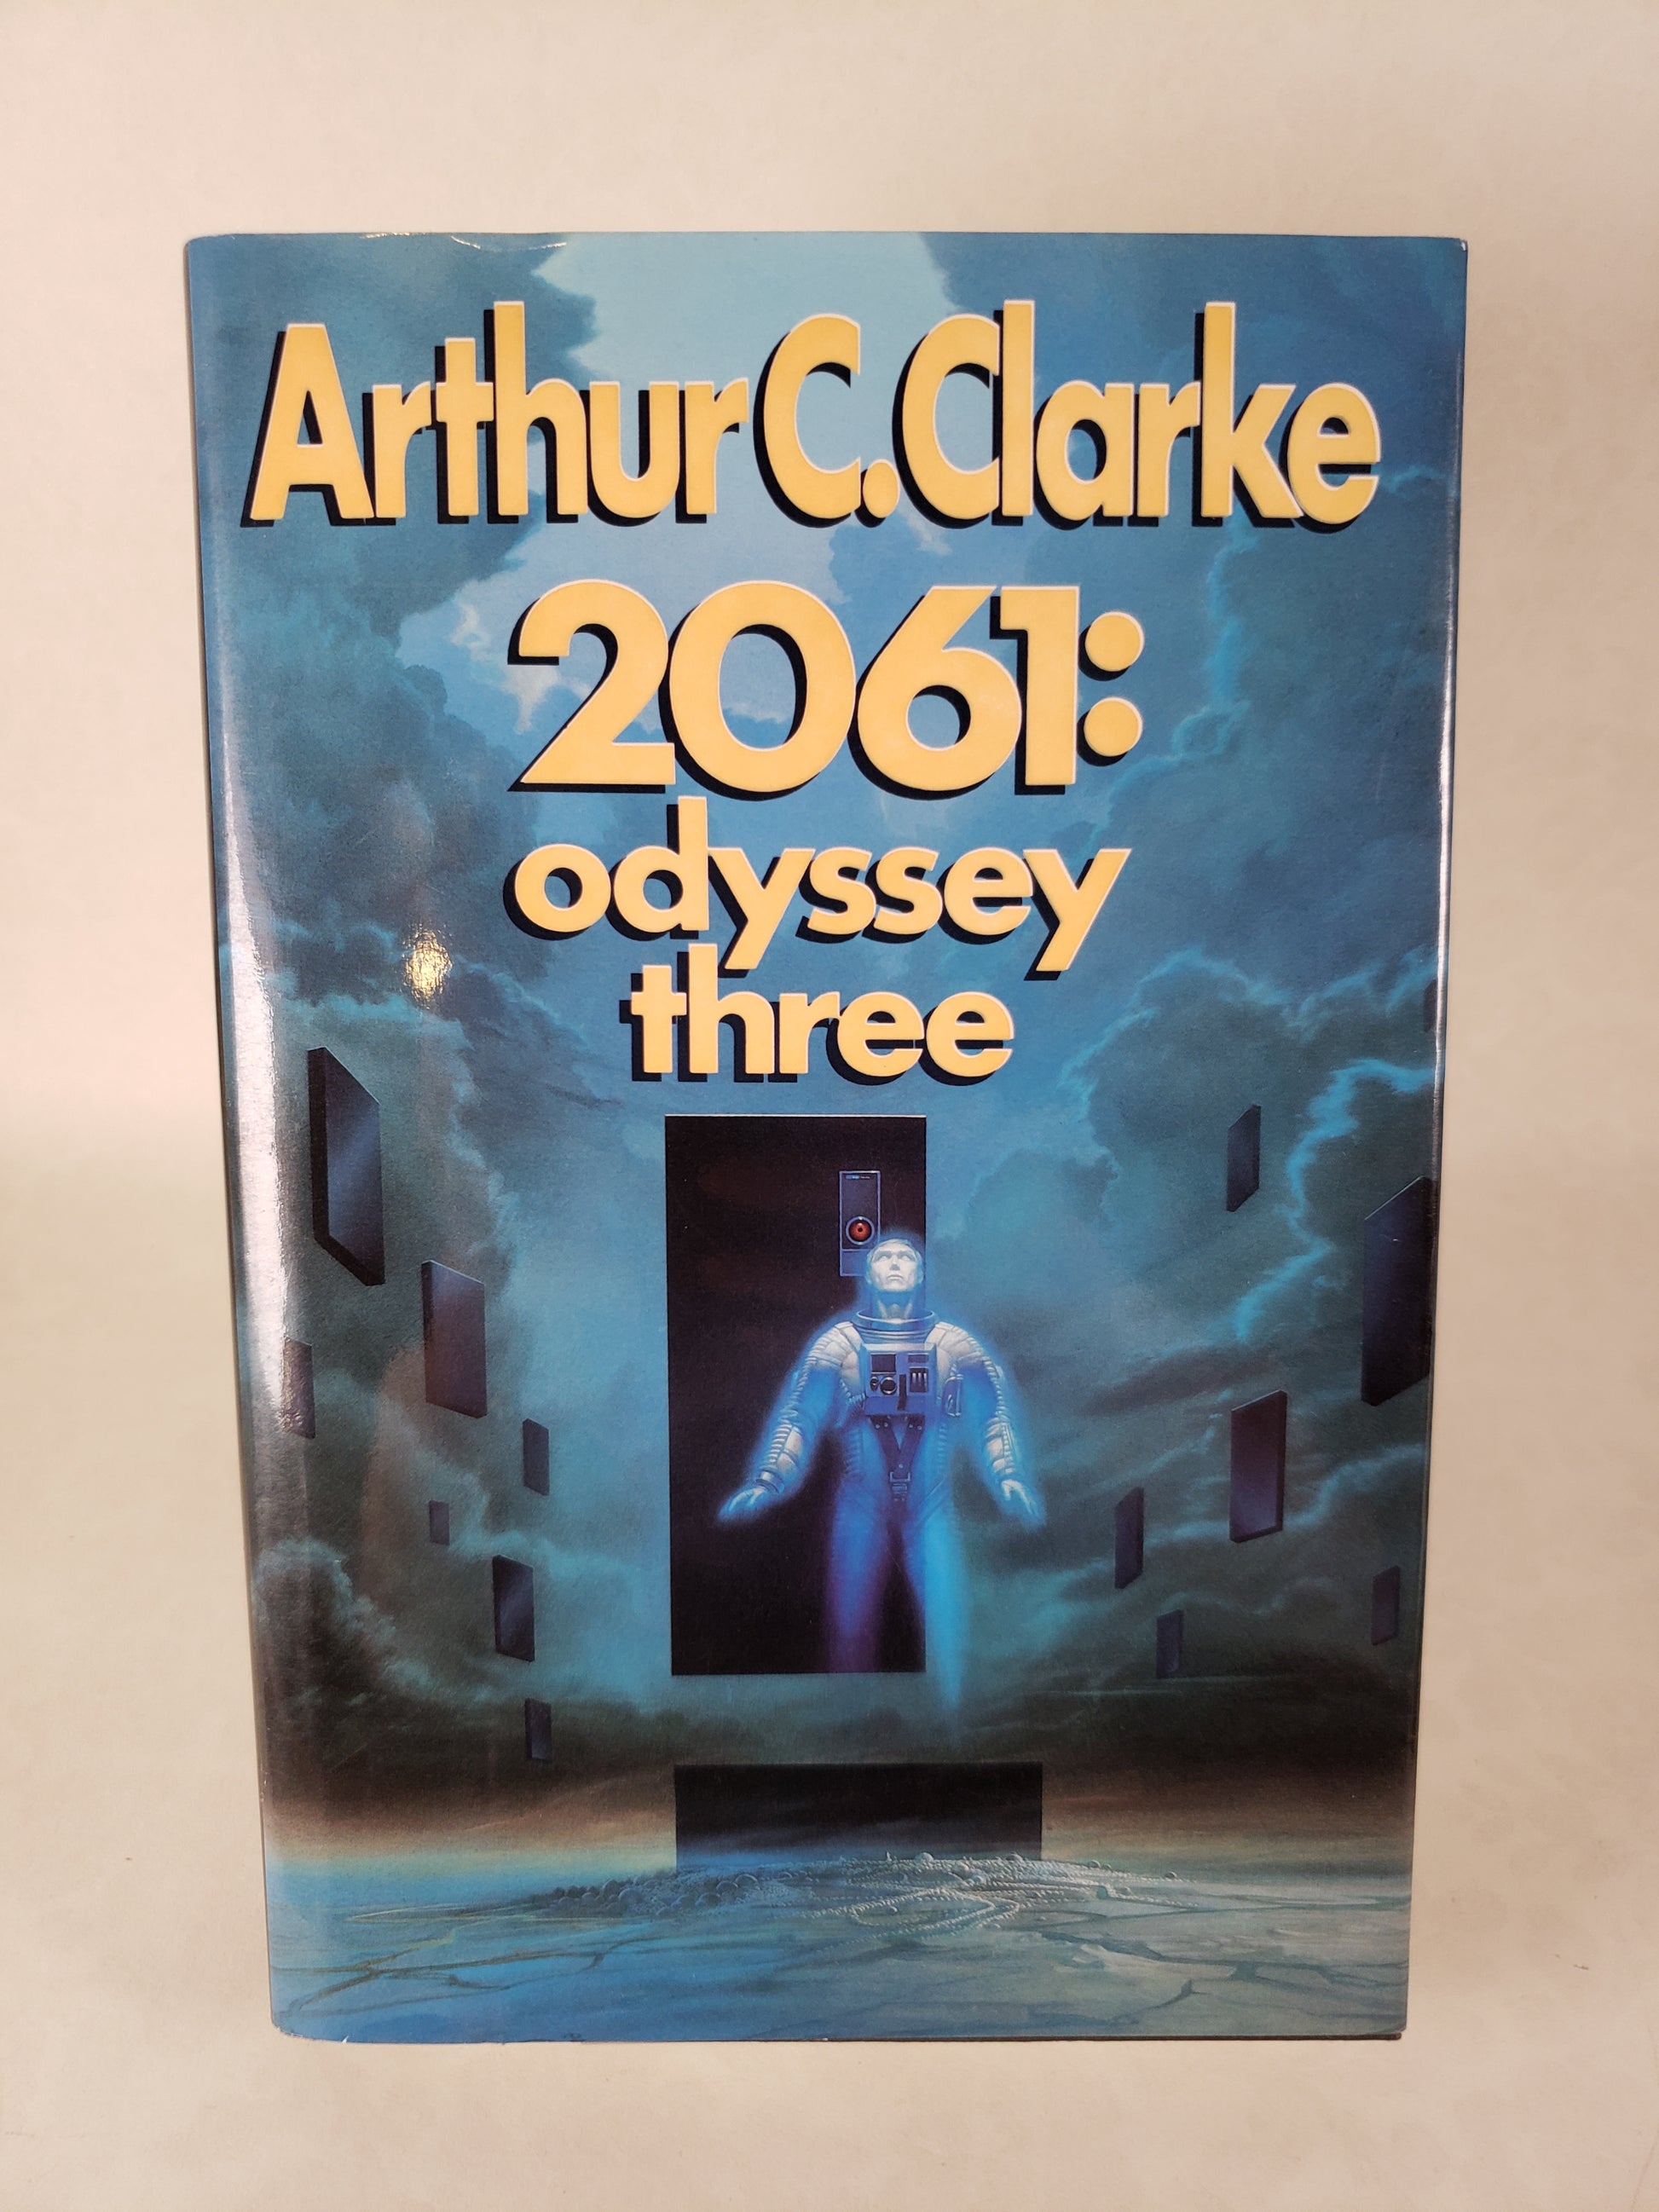 Arthur C. Clarke
2061:
odyssey
three